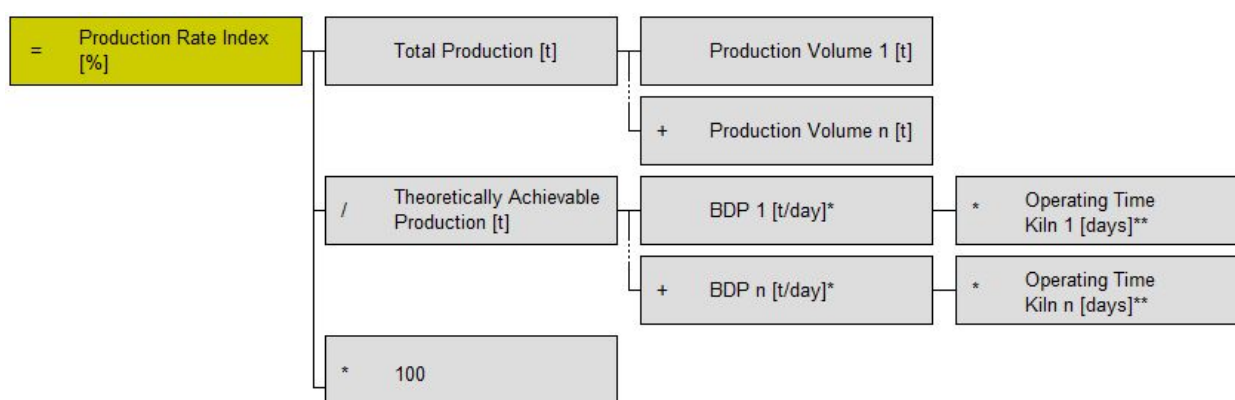 = Production Rate Index
[%]
Total Production [t]
Production Volume 1 [t]
+ Production Volume n [t]
/ Theoretically Achievable
Production [t]
BDP 1 [t/day]*
* Operating Time
Kiln 1 [days]**
+ BDP n [t/day]*
* Operating Time
Kiln n [days]**
* 100